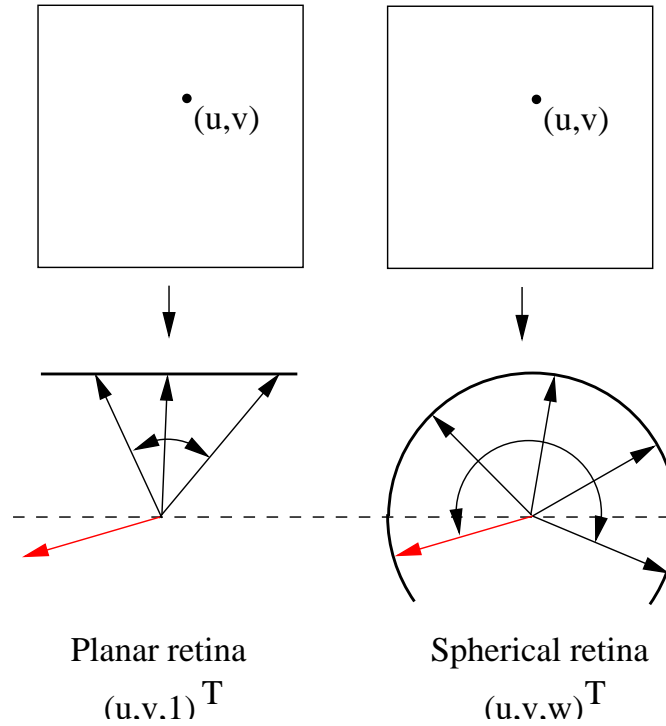 (u,v)
(u,v)
Planar retina
Spherical retina
(u,v,1)T
(u,v,w)T